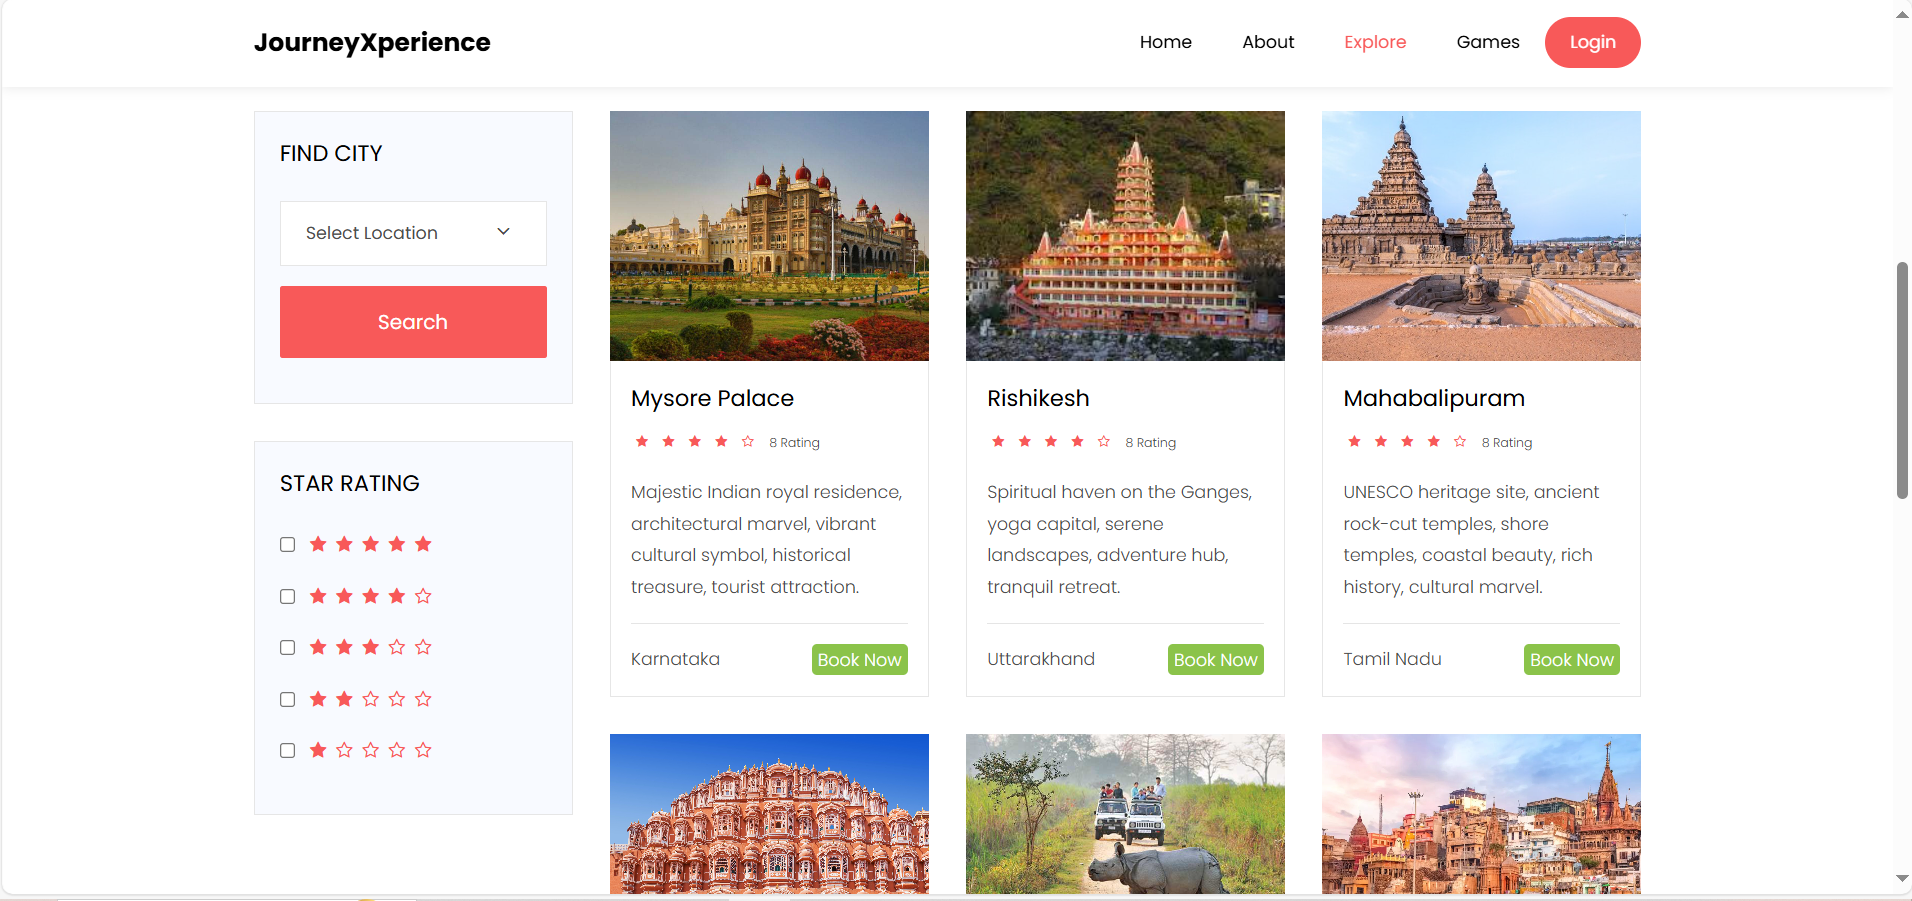 JourneyXperience
Home
About
Explore
Games
Login
FIND CITY
Select Location
Search
STAR RATING
Mysore Palace
8 Rating
Majestic Indian royal residence,
architectural marvel, vibrant
cultural symbol, historical
treasure, tourist attraction.
Karnataka
Book Now
Rishikesh
8 Rating
Spiritual haven on the Ganges,
yoga capital, serene
landscapes, adventure hub,
tranquil retreat.
Uttarakhand
Book Now
Mahabalipuram
8 Rating
UNESCO heritage site, ancient
rock-cut temples, shore
temples, coastal beauty, rich
history, cultural marvel.
Tamil Nadu
Book Now